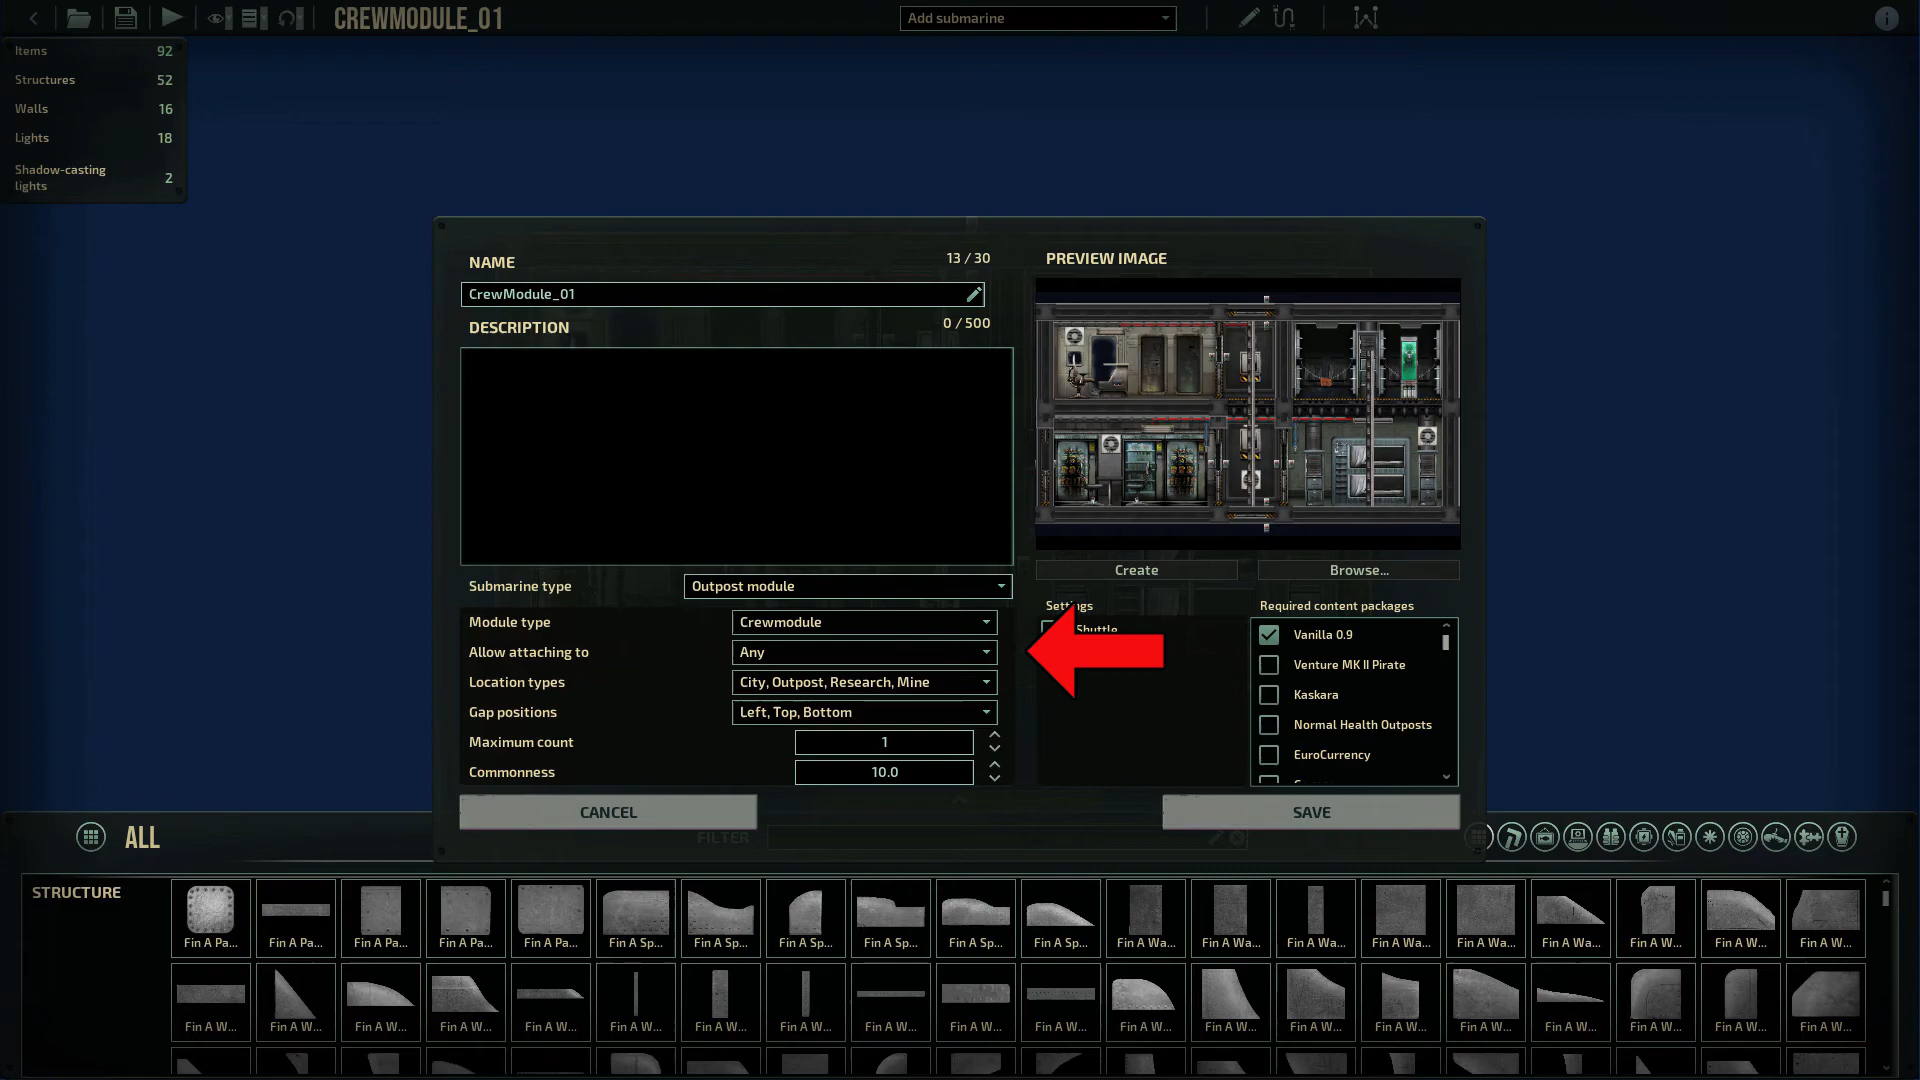 CREWMODULE_01
Add submarine
Items 92
Structures 52
Walls 16
Lights 18
Shadow-casting
lights 2
NAME 13 / 30
CrewModule_01
DESCRIPTION 0 / 500
Submarine type Outpost module
Module type Crewmodule
Allow attaching to Any
Location types City, Outpost, Research, Mine
Gap positions Left, Top, Bottom
Maximum count 1
Commonness 10.0
CANCEL
PREVIEW IMAGE
Create Browse...
Settings
Shuttle
Required content packages
Vanilla 0.9
Venture MK II Pirate
Kaskara
Normal Health Outposts
EuroCurrency
SAVE
FILTER
ALL
STRUCTURE
Fin A Pa... Fin A Pa... Fin A Pa... Fin A Pa... Fin A Pa... Fin A Sp... Fin A Sp... Fin A Sp... Fin A Sp... Fin A Sp... Fin A Sp... Fin A Wa... Fin A Wa... Fin A Wa... Fin A Wa... Fin A Wa... Fin A Wa... Fin A W... Fin A W... Fin A W...
Fin A W... Fin A W... Fin A W... Fin A W... Fin A W... Fin A W... Fin A W... Fin A W... Fin A W... Fin A W... Fin A W... Fin A W... Fin A W... Fin A W... Fin A W... Fin A W... Fin A W... Fin A W... Fin A W... Fin A W...